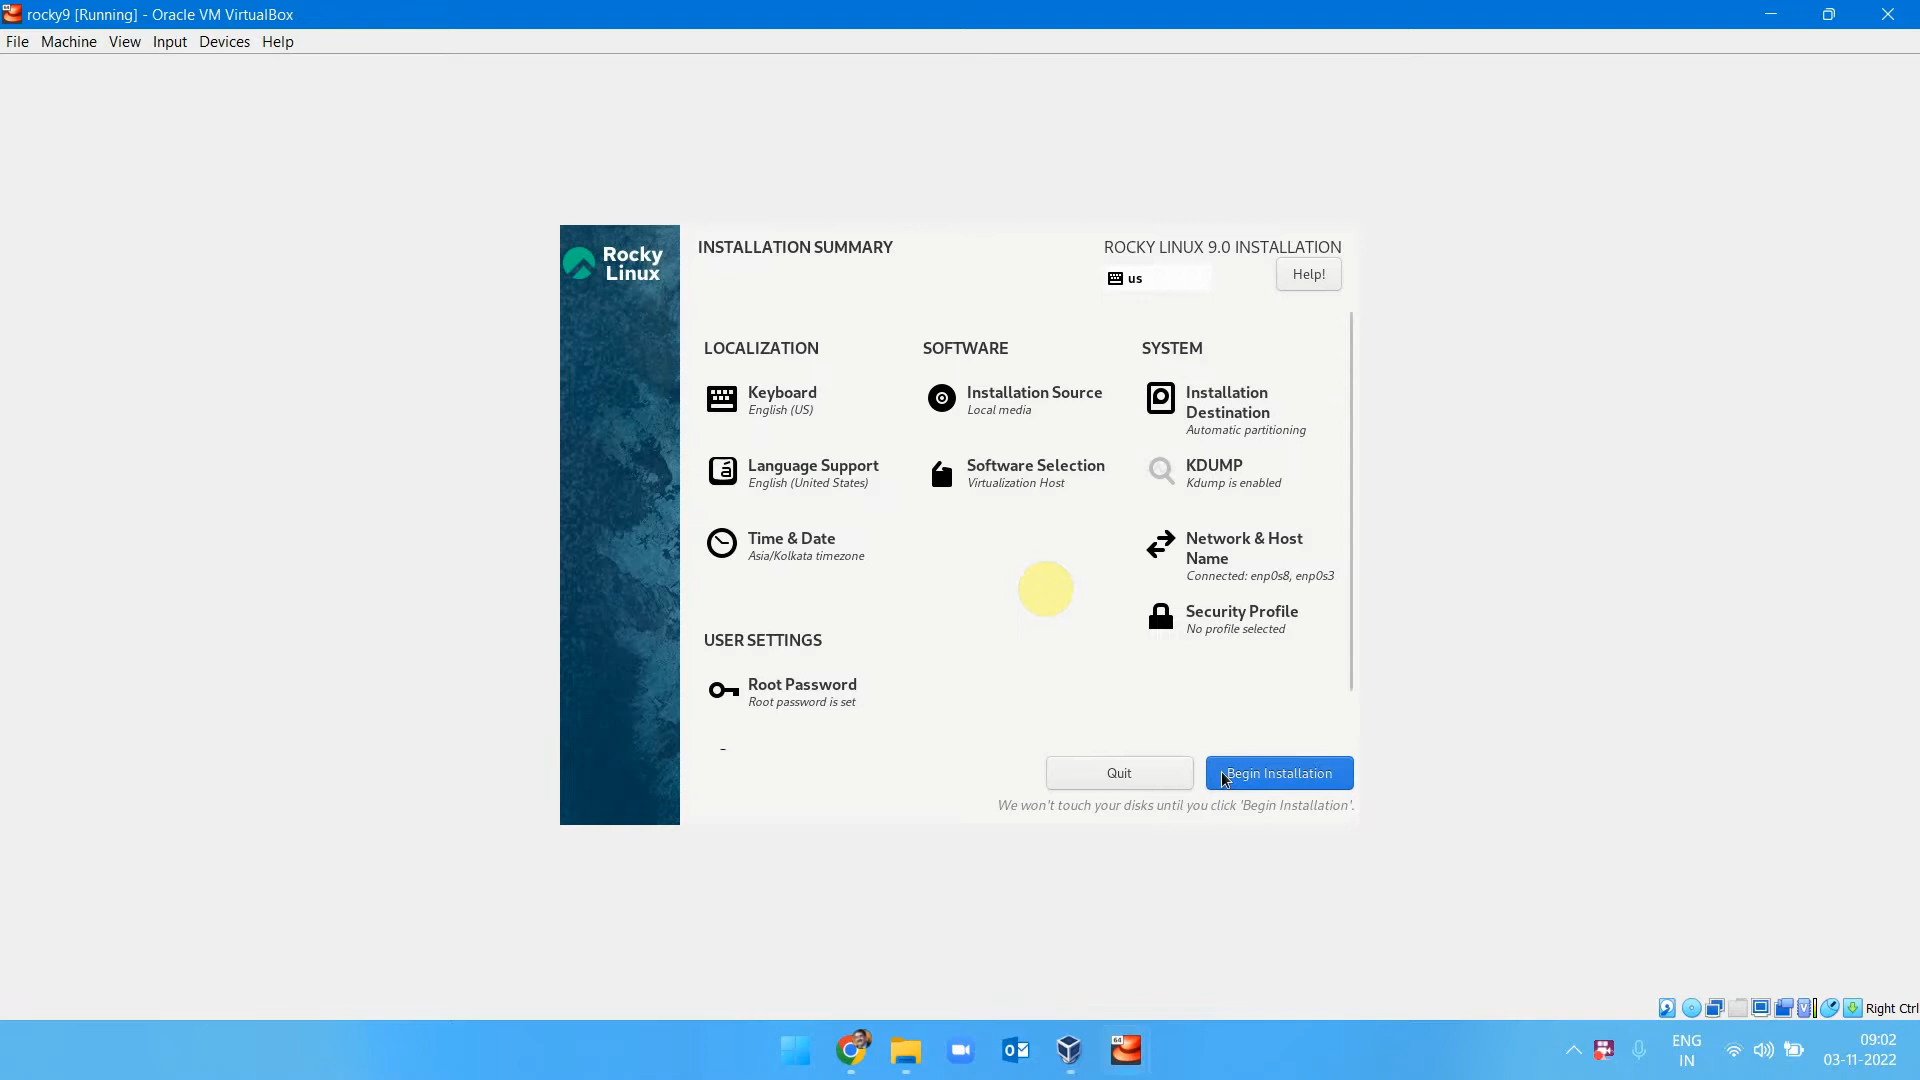 rocky9 [Running] - Oracle VM VirtualBox
File Machine View Input Devices Help
Rocky
Linux
INSTALLATION SUMMARY
ROCKY LINUX 9.0 INSTALLATION
us
Help!
LOCALIZATION
Keyboard
English (US)
Language Support
English (United States)
Time & Date
Asia/Kolkata timezone
SOFTWARE
Installation Source
Local media
Software Selection
Virtualization Host
SYSTEM
Installation
Destination
Automatic partitioning
KDUMP
Kdump is enabled
Network & Host
Name
Connected: enp0s8, enp0s3
Security Profile
No profile selected
USER SETTINGS
Root Password
Root password is set
Quit
Begin Installation
We won't touch your disks until you click 'Begin Installation'.
Right Ctrl
64
ENG
IN
09:02
03-11-2022